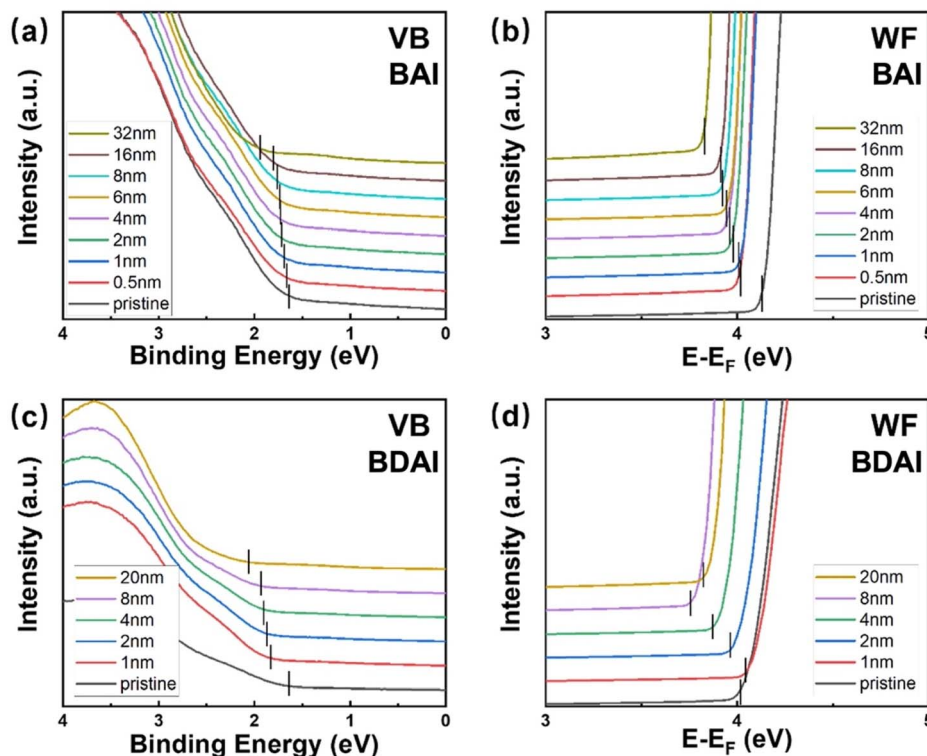 (a)
VB
BAI
Intensity (a.u.)
32nm
16nm
8nm
6nm
4nm
2nm
1nm
0.5nm
pristine
4 3 2 1 0
Binding Energy (eV)
(b)
WF
BAI
Intensity (a.u.)
32nm
16nm
8nm
6nm
4nm
2nm
1nm
0.5nm
pristine
3 4 5
E-EF (eV)
(c)
VB
BDAI
Intensity (a.u.)
20nm
8nm
4nm
2nm
1nm
pristine
4 3 2 1 0
Binding Energy (eV)
(d)
WF
BDAI
Intensity (a.u.)
20nm
8nm
4nm
2nm
1nm
pristine
3 4 5
E-EF (eV)